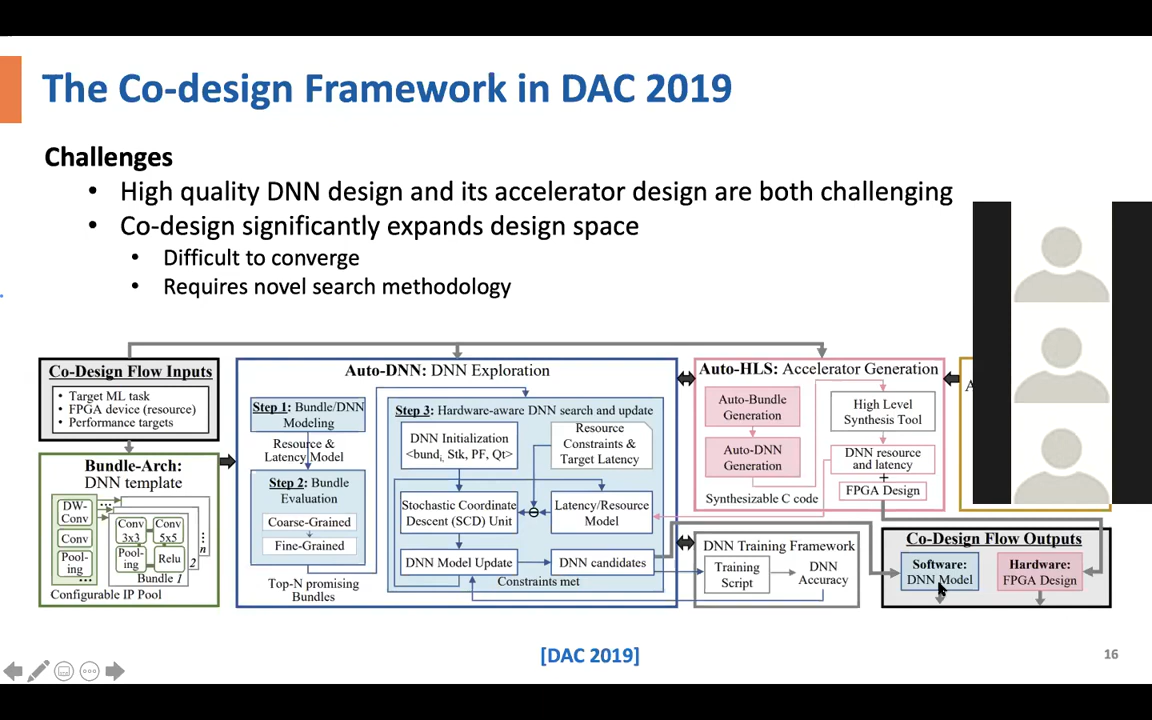 The Co-design Framework in DAC 2019
Challenges
• High quality DNN design and its accelerator design are both challenging
• Co-design significantly expands design space
• Difficult to converge
• Requires novel search methodology
Co-Design Flow Inputs
• Target ML task
• FPGA device (resource)
• Performance targets
Bundle-Arch:
DNN template
DW-
Conv
Conv
Pool-
ing
...
...
Conv
3x3
Conv
5x5
Pool-
ing
Relu
Bundle 1
2
n
Configurable IP Pool
Auto-DNN: DNN Exploration
Step 1: Bundle/DNN
Modeling
Resource &
Latency Model
Step 2: Bundle
Evaluation
Coarse-Grained
Fine-Grained
Top-N promising
Bundles
Step 3: Hardware-aware DNN search and update
DNN Initialization
<bundi, Stk, PF, Qt>
Resource
Constraints &
Target Latency
Stochastic Coordinate
Descent (SCD) Unit
Latency/Resource
Model
DNN Model Update
DNN candidates
Constraints met
Auto-HLS: Accelerator Generation
Auto-Bundle
Generation
Auto-DNN
Generation
Synthesizable C code
High Level
Synthesis Tool
DNN resource
and latency
+
FPGA Design
DNN Training Framework
Training
Script
DNN
Accuracy
Co-Design Flow Outputs
Software:
DNN Model
Hardware:
FPGA Design
[DAC 2019]
16